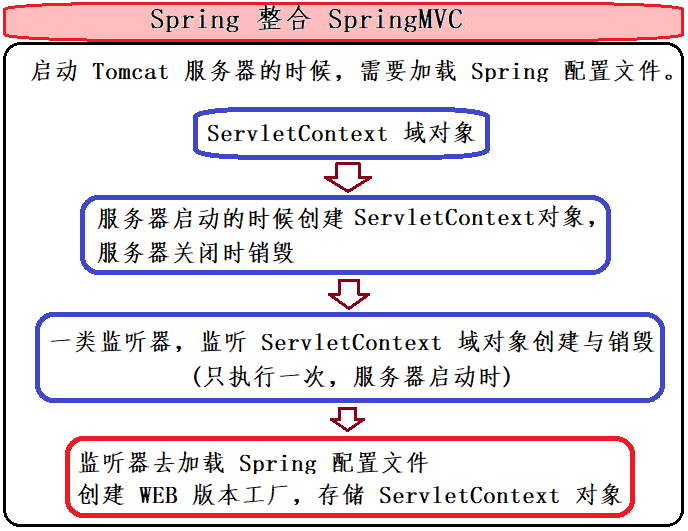 Spring 整合 SpringMVC
启动 Tomcat 服务器的时候，需要加载 Spring 配置文件。
ServletContext 域对象
服务器启动的时候创建 ServletContext对象，
服务器关闭时销毁
一类监听器，监听 ServletContext 域对象创建与销毁
(只执行一次，服务器启动时)
监听器去加载 Spring 配置文件
创建 WEB 版本工厂，存储 ServletContext 对象